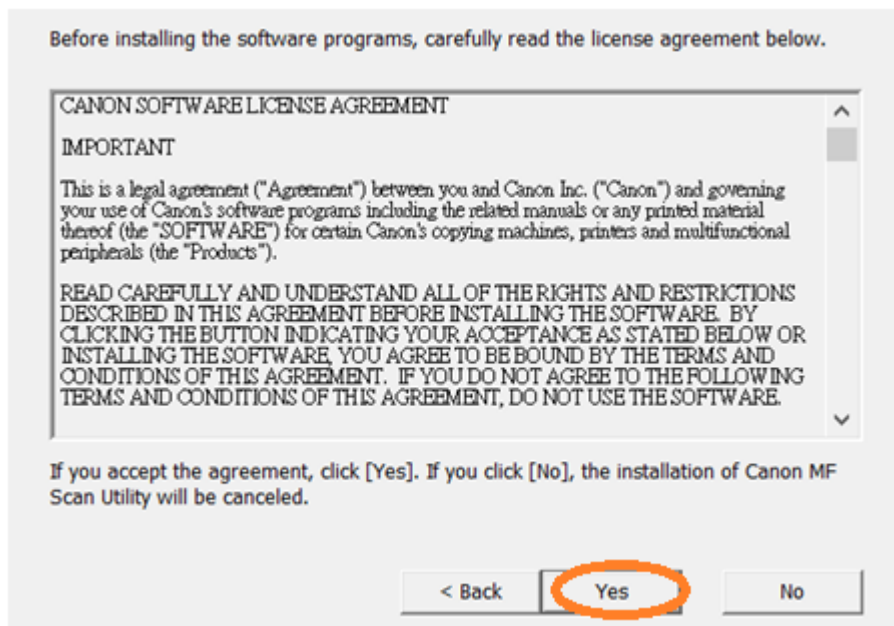 Before installing the software programs, carefully read the license agreement below.
CANON SOFTWARE LICENSE AGREEMENT
IMPORTANT
This is a legal agreement ("Agreement") between you and Canon Inc. ("Canon") and governing
your use of Canon's software programs including the related manuals or any printed material
thereof (the "SOFTWARE") for certain Canon's copying machines, printers and multifunctional
peripherals (the "Products").
READ CAREFULLY AND UNDERSTAND ALL OF THE RIGHTS AND RESTRICTIONS
DESCRIBED IN THIS AGREEMENT BEFORE INSTALLING THE SOFTWARE. BY
CLICKING THE BUTTON INDICATING YOUR ACCEPTANCE AS STATED BELOW OR
INSTALLING THE SOFTWARE, YOU AGREE TO BE BOUND BY THE TERMS AND
CONDITIONS OF THIS AGREEMENT. IF YOU DO NOT AGREE TO THE FOLLOWING
TERMS AND CONDITIONS OF THIS AGREEMENT, DO NOT USE THE SOFTWARE.
If you accept the agreement, click [Yes]. If you click [No], the installation of Canon MF
Scan Utility will be canceled.
< Back Yes No